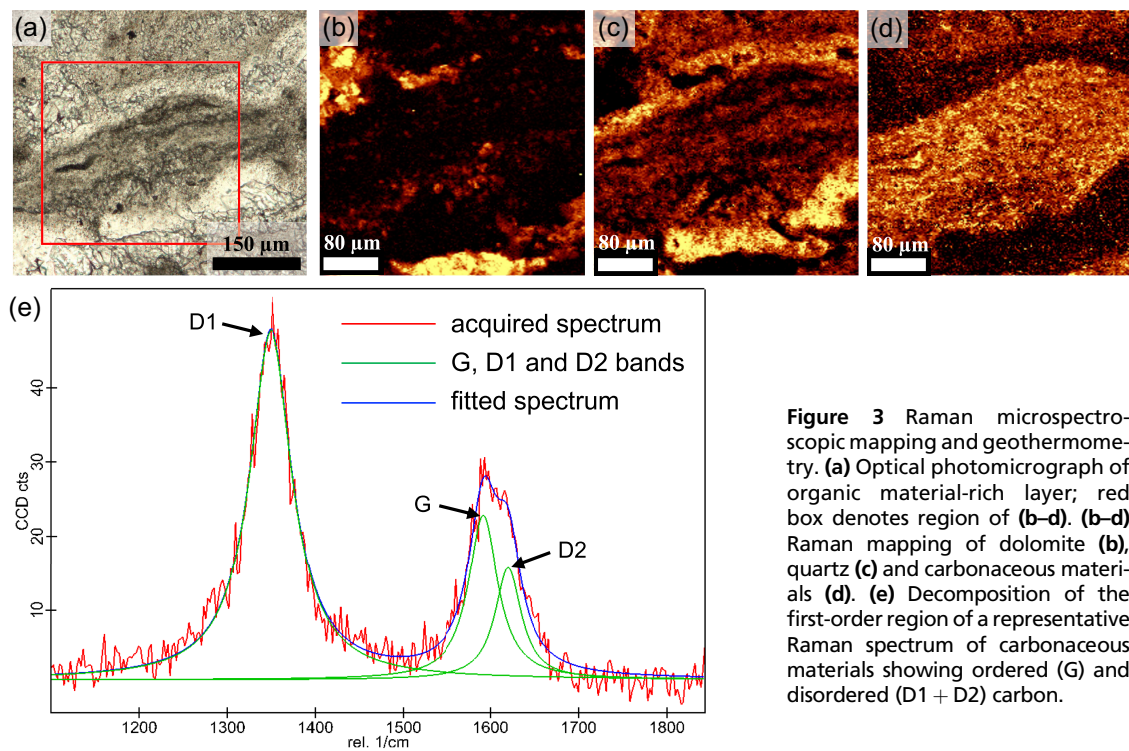 (a)
(b)
(c)
(d)
150 µm
80 µm
80 µm
80 µm
(e)
D1
acquired spectrum
G, D1 and D2 bands
fitted spectrum
G
D2
CCD cts
40
30
20
10
1200
1300
1400
1500
1600
1700
1800
rel. 1/cm
Figure 3 Raman microspectro-
scopic mapping and geothermome-
try. (a) Optical photomicrograph of
organic material-rich layer; red
box denotes region of (b–d). (b–d)
Raman mapping of dolomite (b),
quartz (c) and carbonaceous materi-
als (d). (e) Decomposition of the
first-order region of a representative
Raman spectrum of carbonaceous
materials showing ordered (G) and
disordered (D1 + D2) carbon.